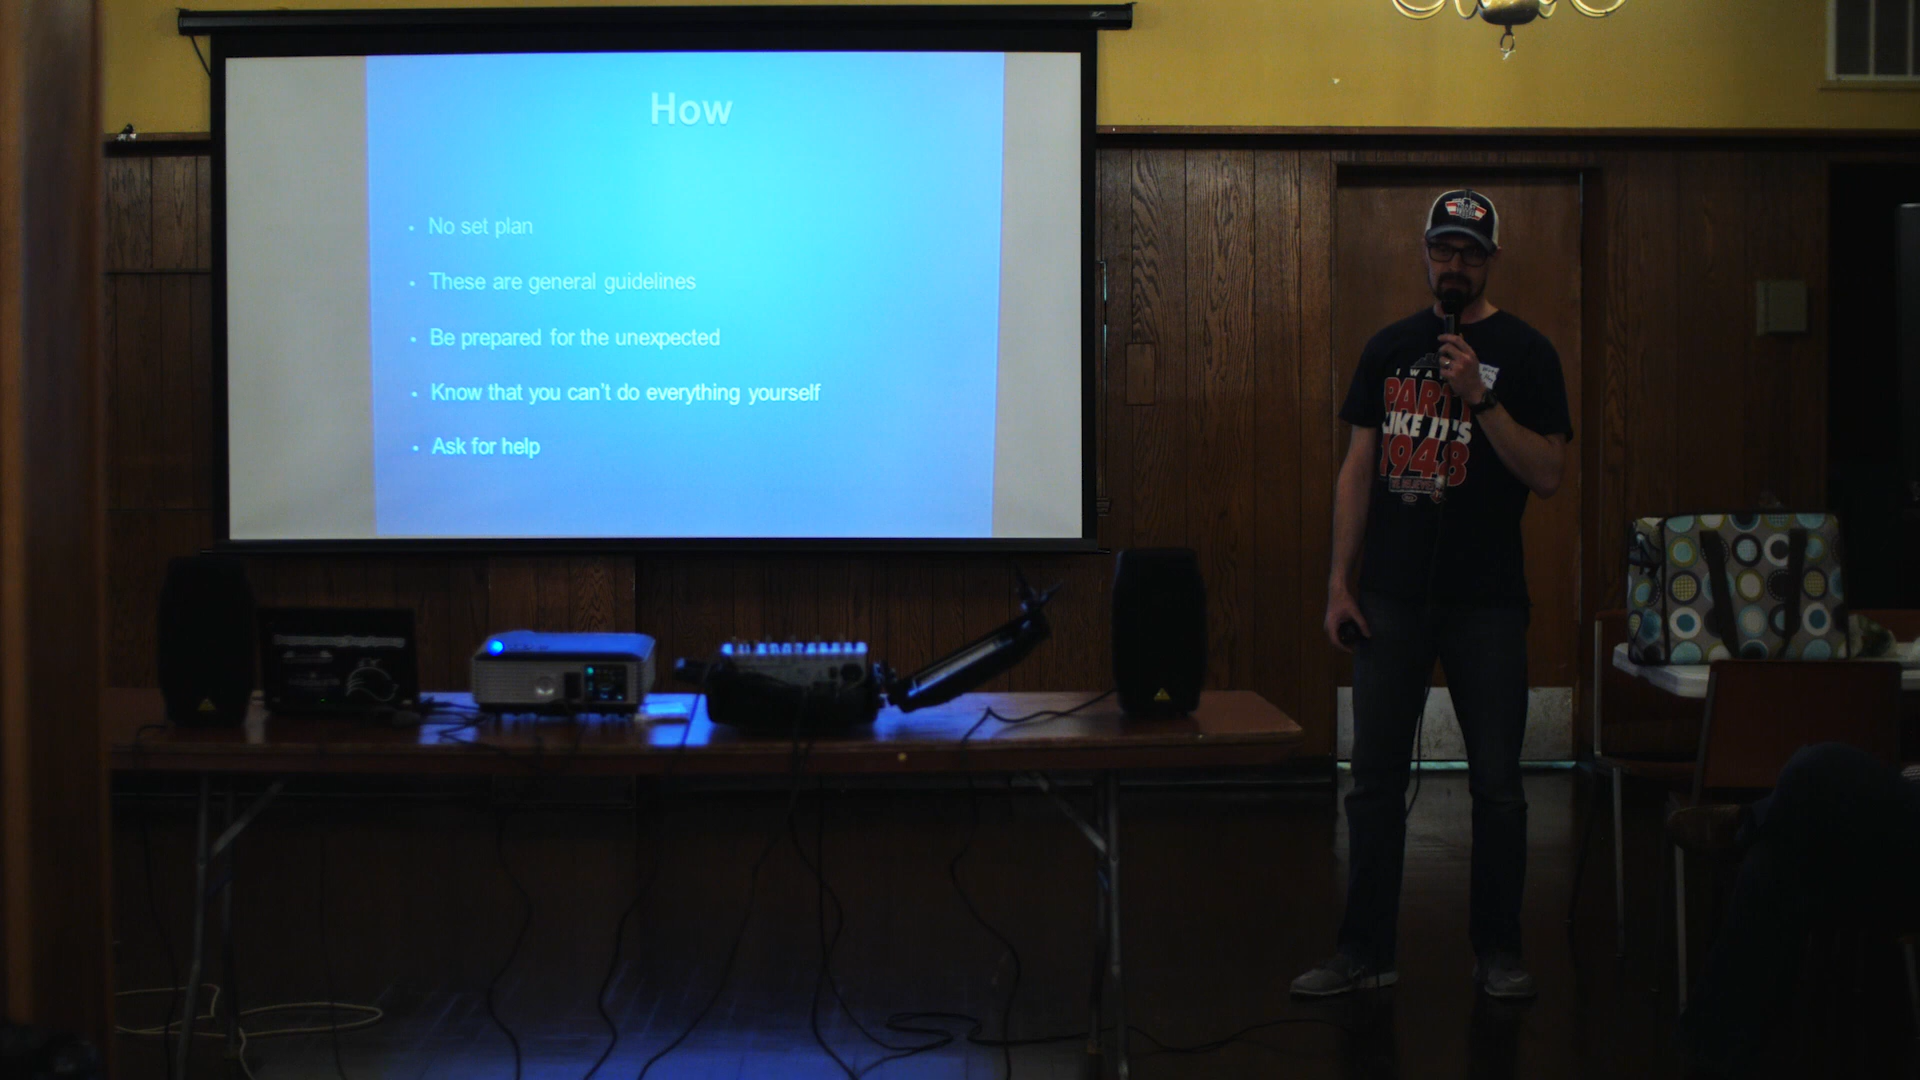 How
No set plan
These are general guidelines
Be prepared for the unexpected
Know that you can't do everything yourself
Ask for help
I WA
PARTY
LIKE IT'S
1948